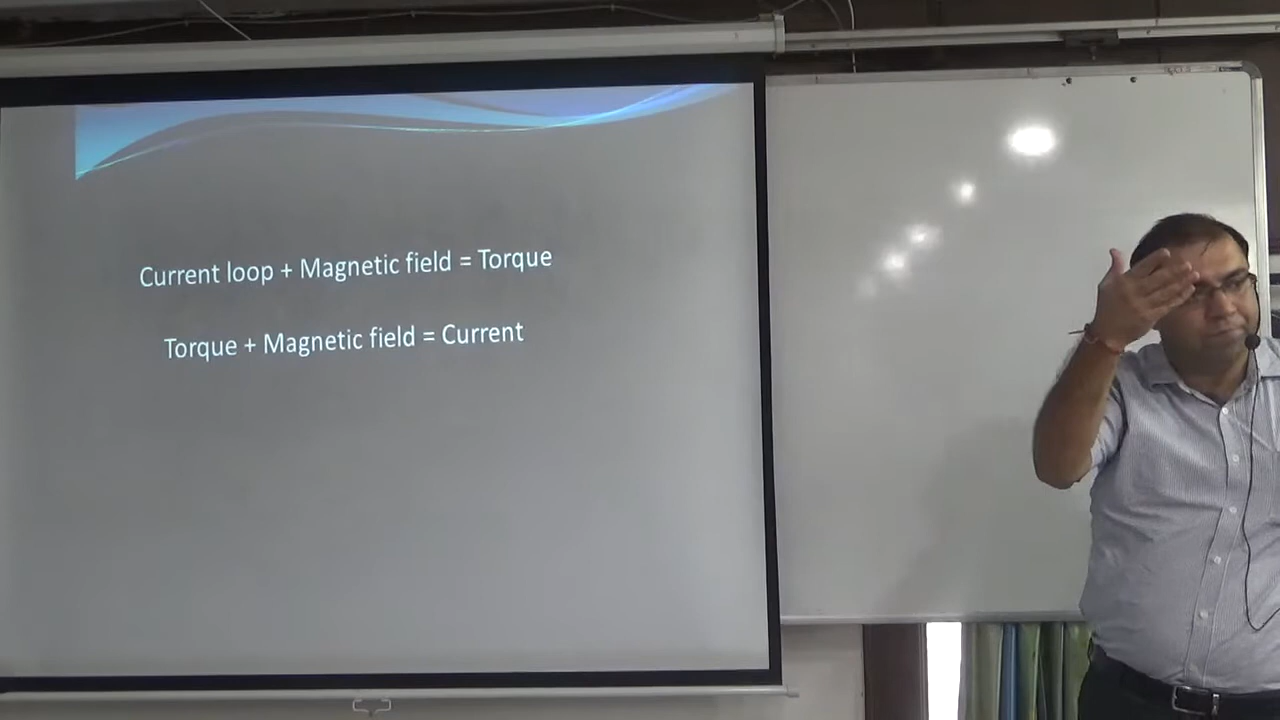 Current loop + Magnetic field = Torque
Torque + Magnetic field = Current